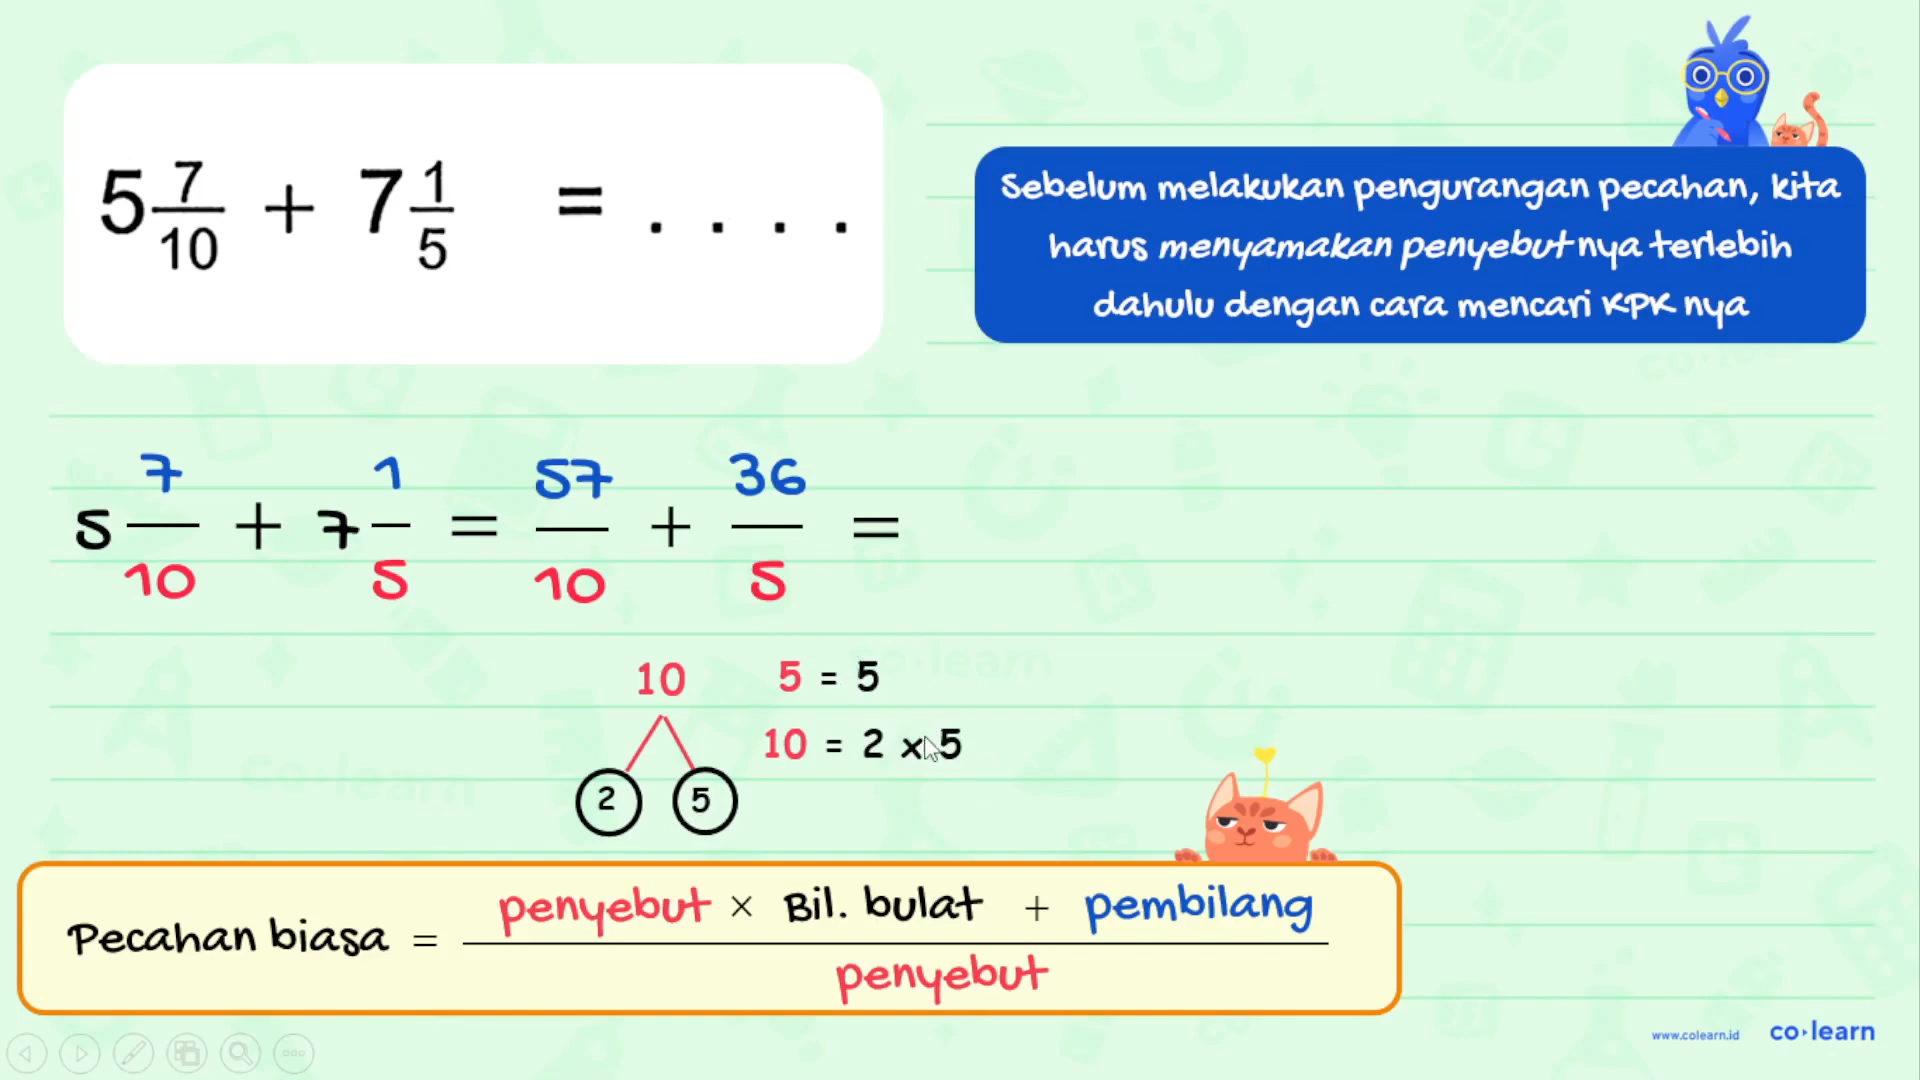 5 7/10 + 7 1/5 = . . . .
Sebelum melakukan pengurangan pecahan, kita
harus menyamakan penyebutnya terlebih
dahulu dengan cara mencari KPK nya
5 7/10 + 7 1/5 = 57/10 + 36/5 =
10
2 5
5 = 5
10 = 2 x 5
Pecahan biasa = penyebut × Bil. bulat + pembilang / penyebut
www.colearn.id
co·learn